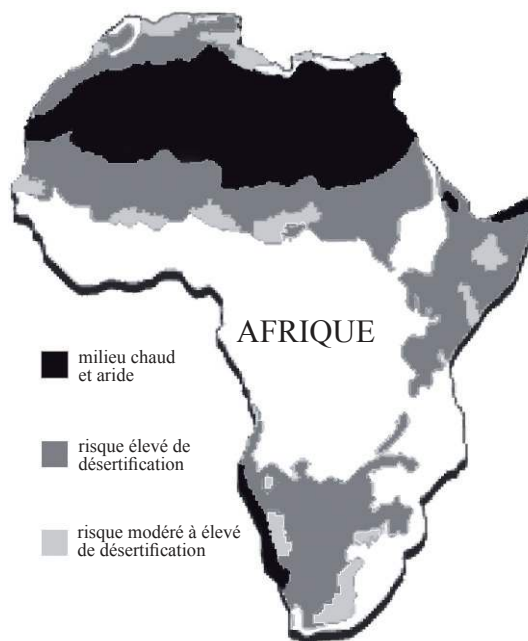 AFRIQUE
milieu chaud
et aride
risque élevé de
désertification
risque modéré à élevé
de désertification